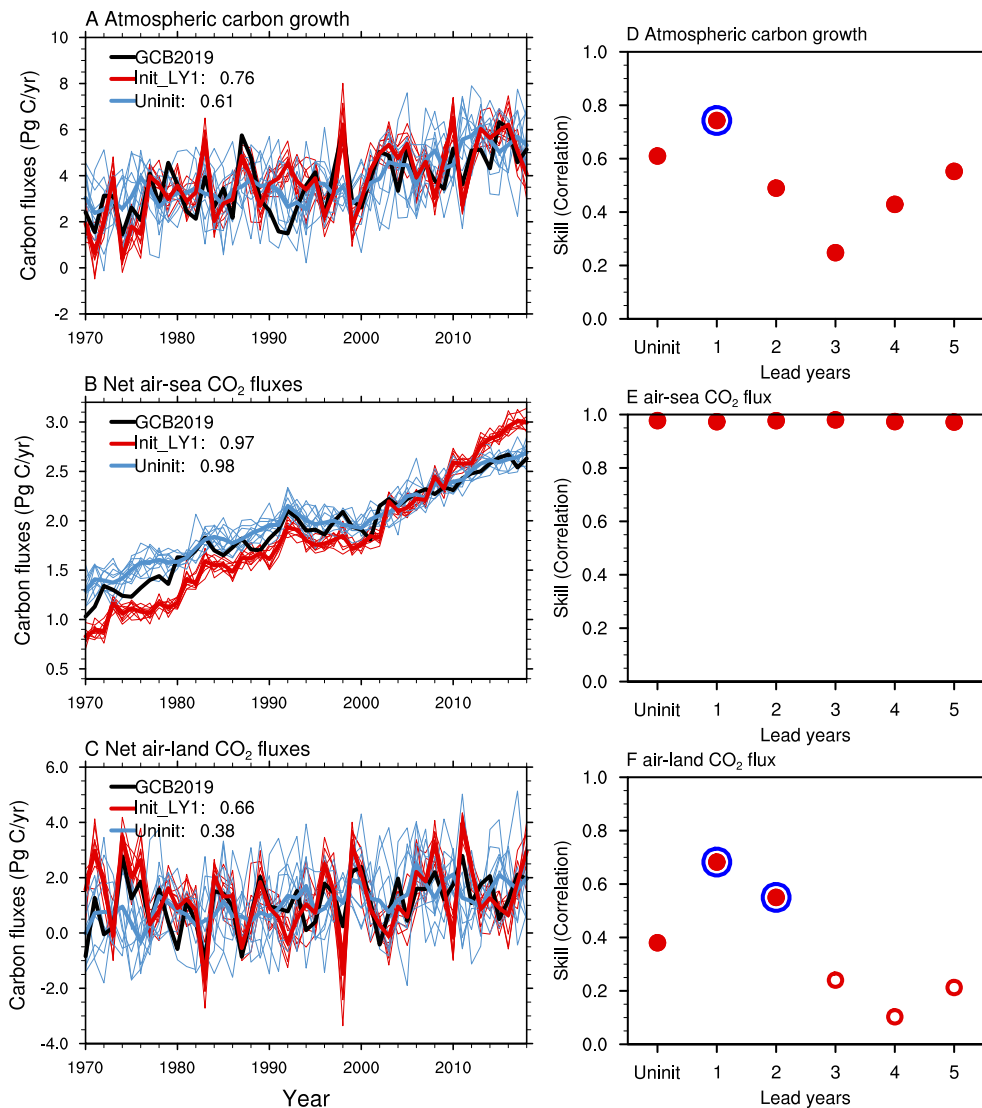 A Atmospheric carbon growth
Carbon fluxes (Pg C/yr)
10
8
6
4
2
0
-2
GCB2019
Init_LY1: 0.76
Uninit: 0.61
1970 1980 1990 2000 2010
D Atmospheric carbon growth
Skill (Correlation)
1.0
0.8
0.6
0.4
0.2
0.0
Uninit 1 2 3 4 5
Lead years
B Net air-sea CO₂ fluxes
Carbon fluxes (Pg C/yr)
3.0
2.5
2.0
1.5
1.0
0.5
GCB2019
Init_LY1: 0.97
Uninit: 0.98
1970 1980 1990 2000 2010
E air-sea CO₂ flux
Skill (Correlation)
1.0
0.8
0.6
0.4
0.2
0.0
Uninit 1 2 3 4 5
Lead years
C Net air-land CO₂ fluxes
Carbon fluxes (Pg C/yr)
6.0
4.0
2.0
0.0
-2.0
-4.0
GCB2019
Init_LY1: 0.66
Uninit: 0.38
1970 1980 1990 2000 2010
Year
F air-land CO₂ flux
Skill (Correlation)
1.0
0.8
0.6
0.4
0.2
0.0
Uninit 1 2 3 4 5
Lead years